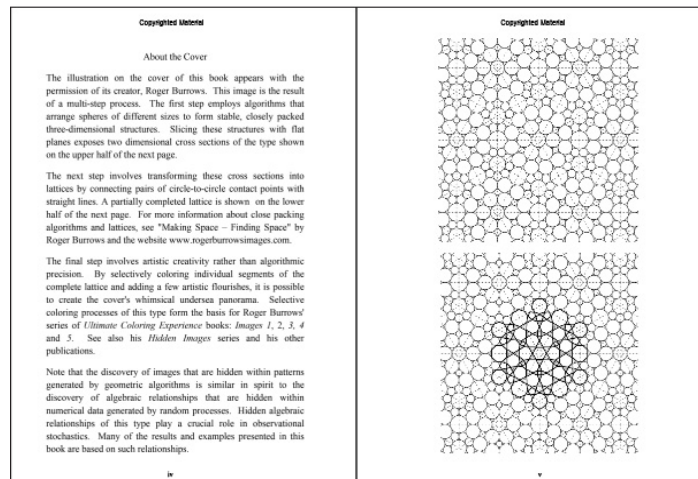 Copyrighted Material
About the Cover
The illustration on the cover of this book appears with the
permission of its creator, Roger Burrows. This image is the result
of a multi-step process. The first step employs algorithms that
arrange spheres of different sizes to form stable, closely packed
three-dimensional structures. Slicing these structures with flat
planes exposes two dimensional cross sections of the type shown
on the upper half of the next page.
The next step involves transforming these cross sections into
lattices by connecting pairs of circle-to-circle contact points with
straight lines. A partially completed lattice is shown on the lower
half of the next page. For more information about close packing
algorithms and lattices, see "Making Space – Finding Space" by
Roger Burrows and the website www.rogerburrowsimages.com.
The final step involves artistic creativity rather than algorithmic
precision. By selectively coloring individual segments of the
complete lattice and adding a few artistic flourishes, it is possible
to create the cover's whimsical undersea panorama. Selective
coloring processes of this type form the basis for Roger Burrows'
series of Ultimate Coloring Experience books: Images 1, 2, 3, 4
and 5. See also his Hidden Images series and his other
publications.
Note that the discovery of images that are hidden within patterns
generated by geometric algorithms is similar in spirit to the
discovery of algebraic relationships that are hidden within
numerical data generated by random processes. Hidden algebraic
relationships of this type play a crucial role in observational
stochastics. Many of the results and examples presented in this
book are based on such relationships.
iv
Copyrighted Material
v